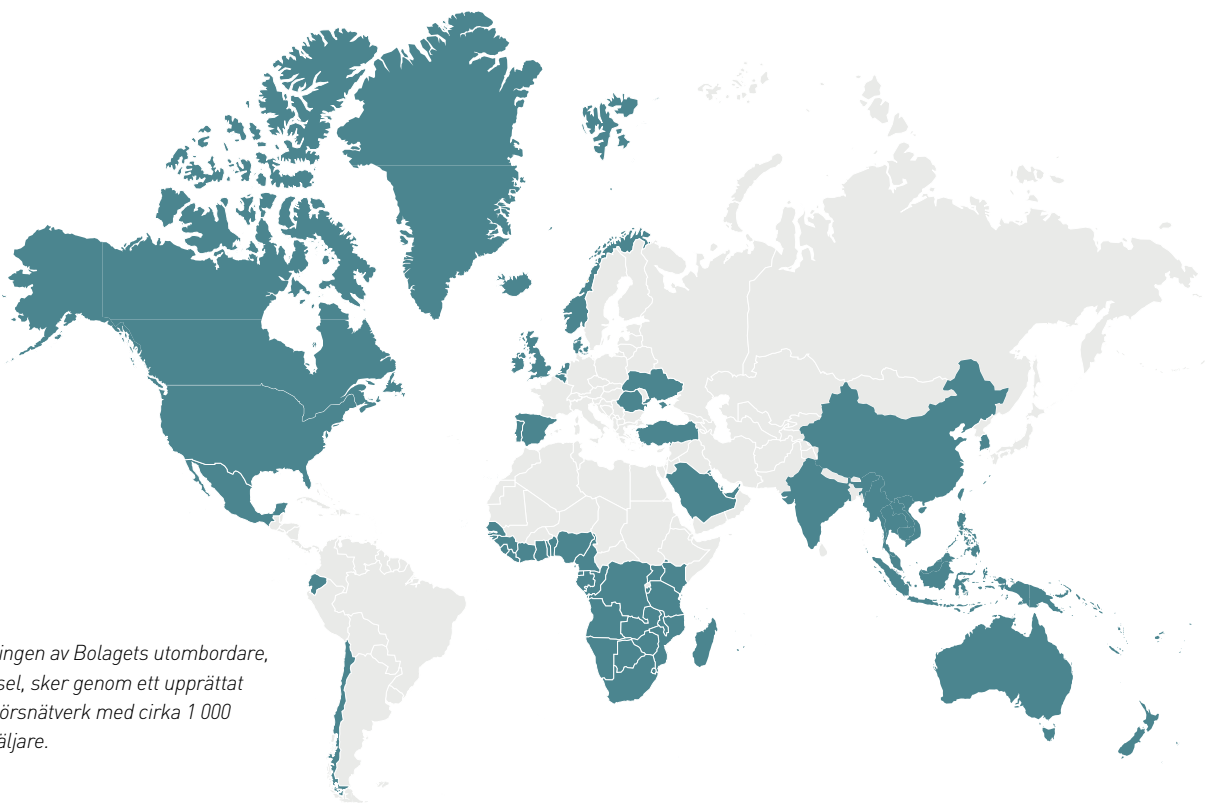 ingen av Bolagets utombordare,
sel, sker genom ett upprättat
örsnätverk med cirka 1 000
äljare.